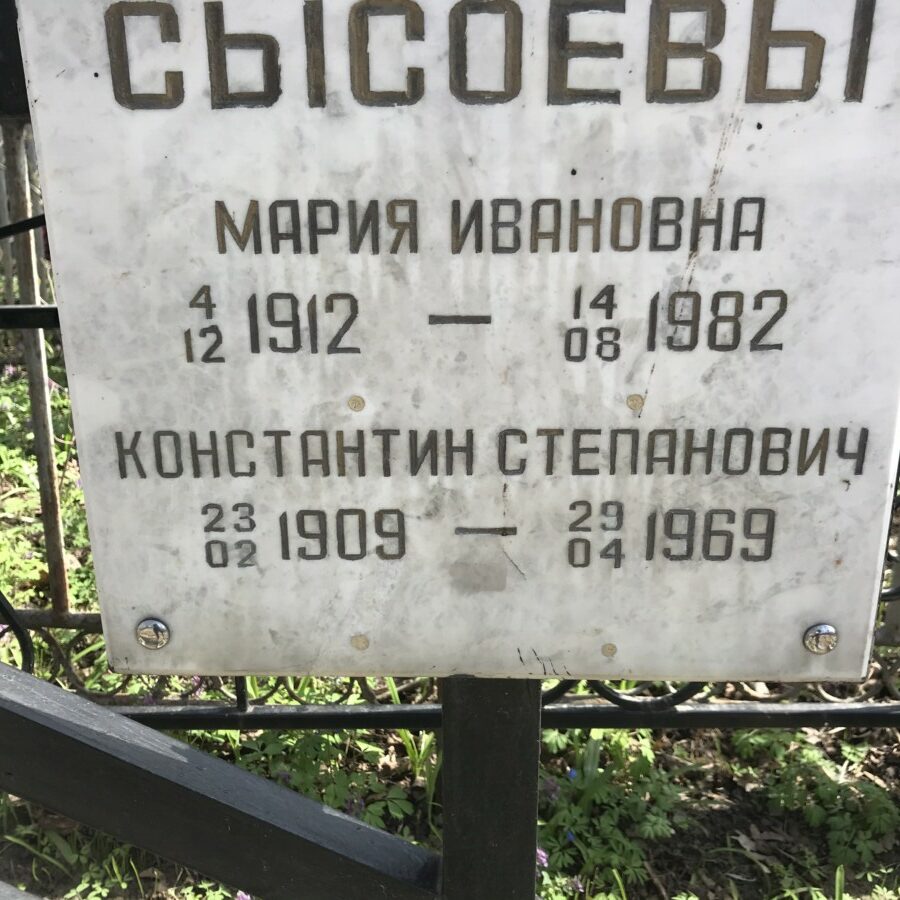 СЫСОЕВЫ
МАРИЯ ИВАНОВНА
4/12 1912 — 14/08 1982
КОНСТАНТИН СТЕПАНОВИЧ
23/02 1909 — 29/04 1969